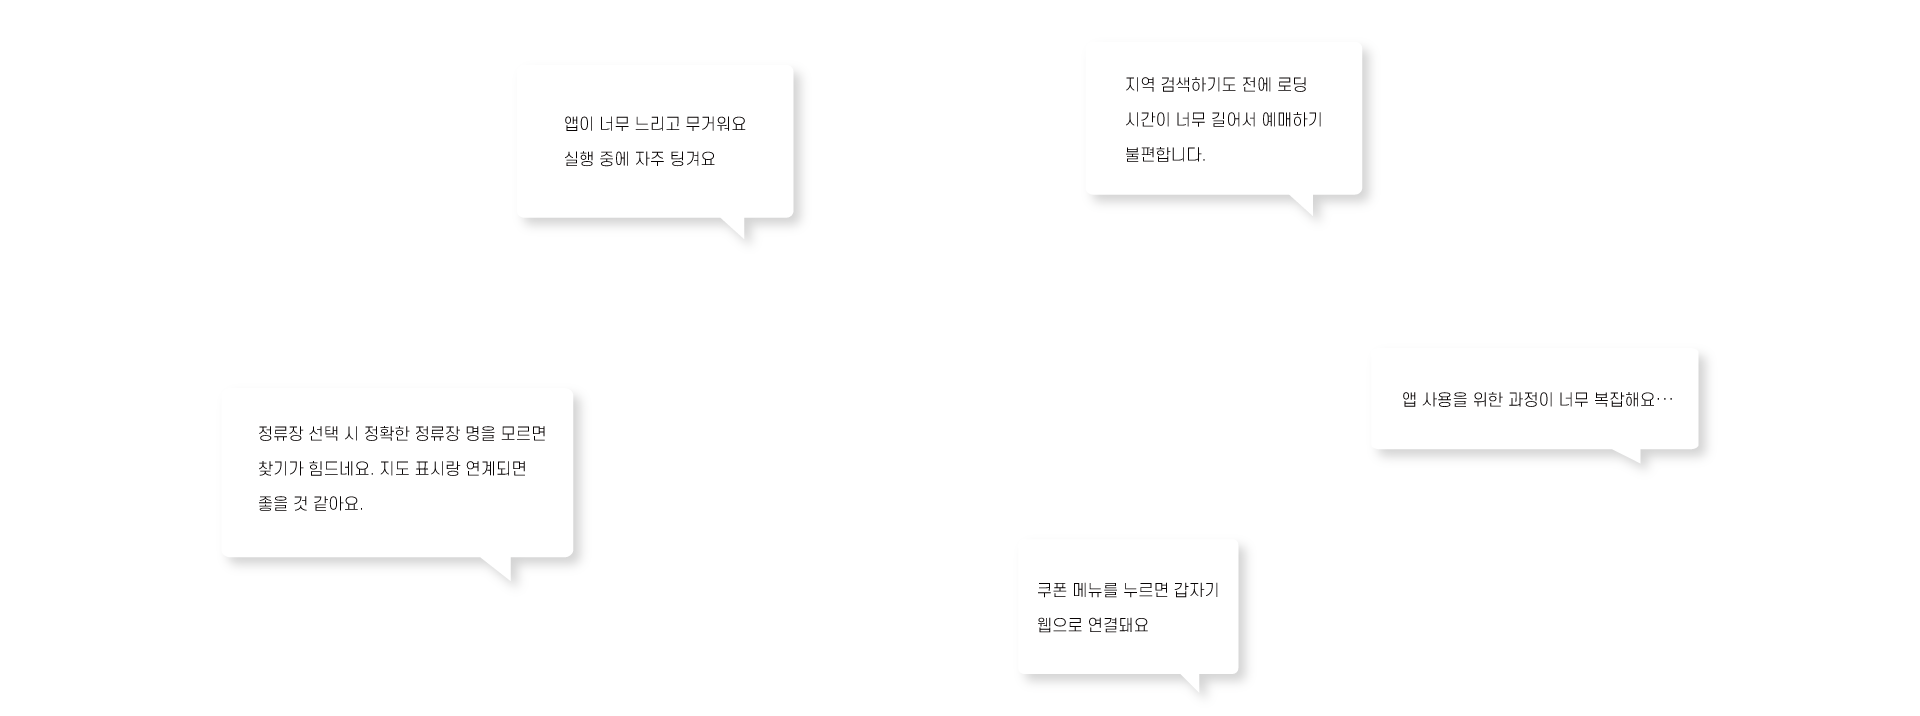 앱이 너무 느리고 무거워요
실행 중에 자주 팅겨요
지역 검색하기도 전에 로딩
시간이 너무 길어서 예매하기
불편합니다.
앱 사용을 위한 과정이 너무 복잡해요···
정류장 선택 시 정확한 정류장 명을 모르면
찾기가 힘드네요. 지도 표시랑 연계되면
좋을 것 같아요.
쿠폰 메뉴를 누르면 갑자기
웹으로 연결돼요